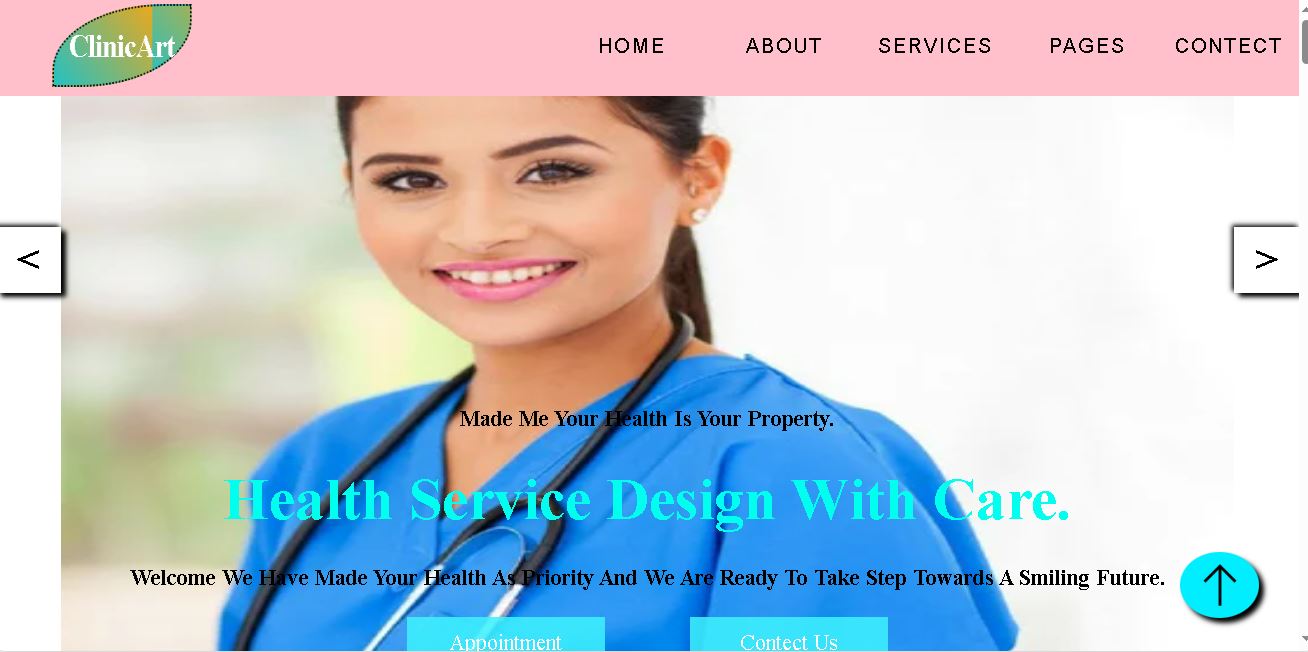 ClinicArt
HOME ABOUT SERVICES PAGES CONTECT
<
>
Made Me Your Health Is Your Property.
Health Service Design With Care.
Welcome We Have Made Your Health As Priority And We Are Ready To Take Step Towards A Smiling Future.
Appointment Contect Us